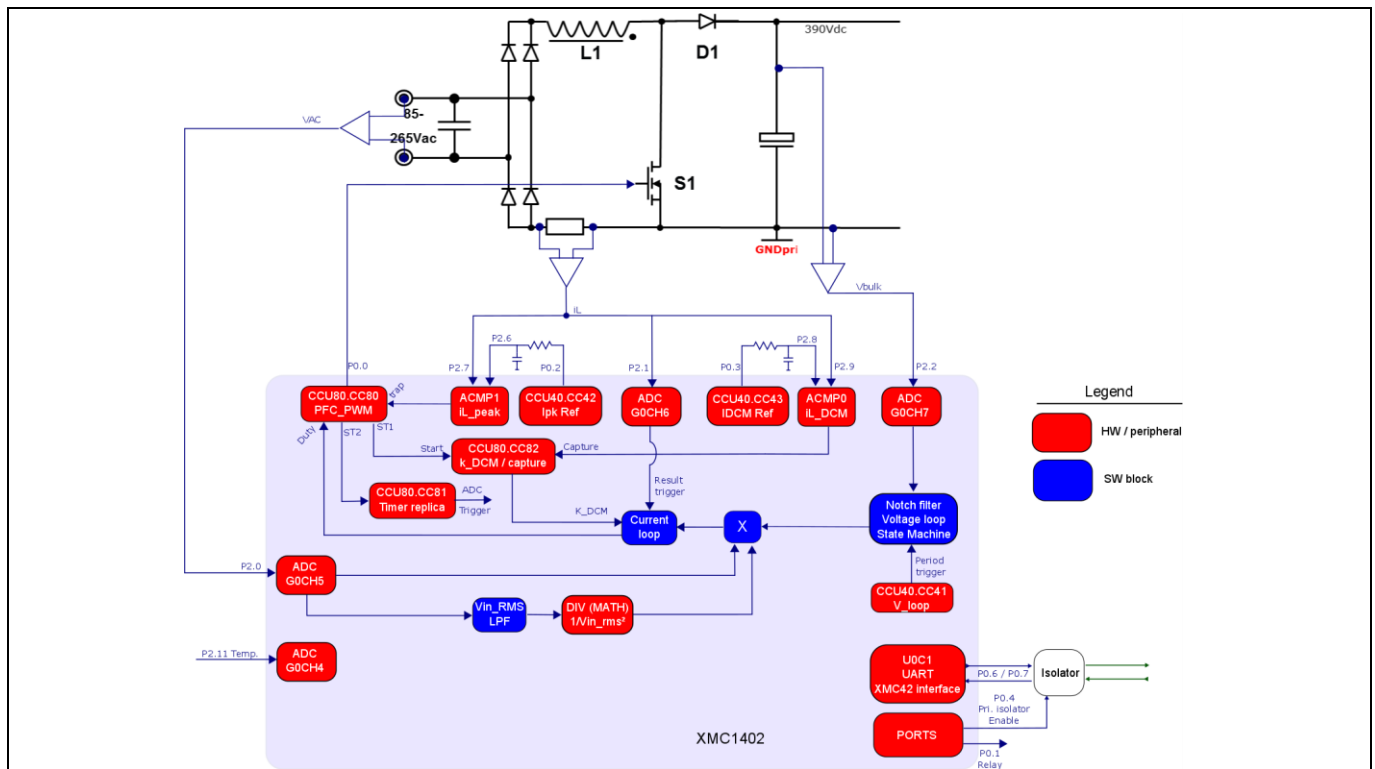 390Vdc
L1
D1
VAC
85-
265Vac
S1
GNDpri
Vbulk
iL
P2.6
P2.8
P0.0
P2.7
P0.2
P2.1
P0.3
P2.9
P2.2
Legend
CCU80.CC80
PFC_PWM
trap
ACMP1
iL_peak
CCU40.CC42
Ipk Ref
ADC
G0CH6
CCU40.CC43
IDCM Ref
ACMP0
iL_DCM
ADC
G0CH7
HW / peripheral
Duty
ST2
ST1
Start
CCU80.CC82
k_DCM / capture
Capture
SW block
CCU80.CC81
Timer replica
ADC
Trigger
Result
trigger
K_DCM
Current
loop
X
Notch filter
Voltage loop
State Machine
Period
trigger
P2.0
ADC
G0CH5
CCU40.CC41
V_loop
Vin_RMS
LPF
DIV (MATH)
1/Vin_rms²
P2.11 Temp.
ADC
G0CH4
U0C1
UART
XMC42 interface
P0.6 / P0.7
Isolator
P0.4
Pri. isolator
Enable
PORTS
XMC1402
P0.1
Relay